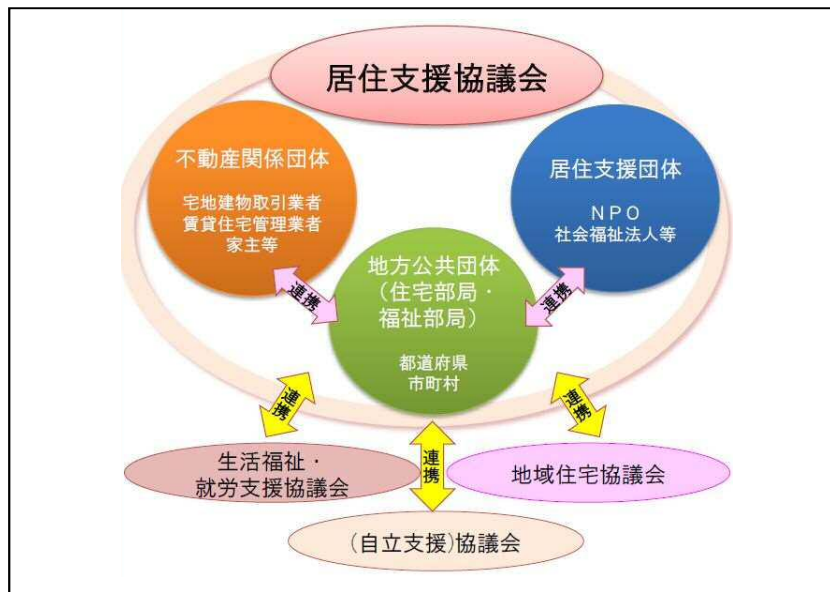 居住支援協議会
不動産関係団体
宅地建物取引業者
賃貸住宅管理業者
家主等
居住支援団体
ＮＰＯ
社会福祉法人等
地方公共団体
（住宅部局・
福祉部局）
都道府県
市町村
連携
連携
連携
連携
連携
生活福祉・
就労支援協議会
地域住宅協議会
（自立支援）協議会